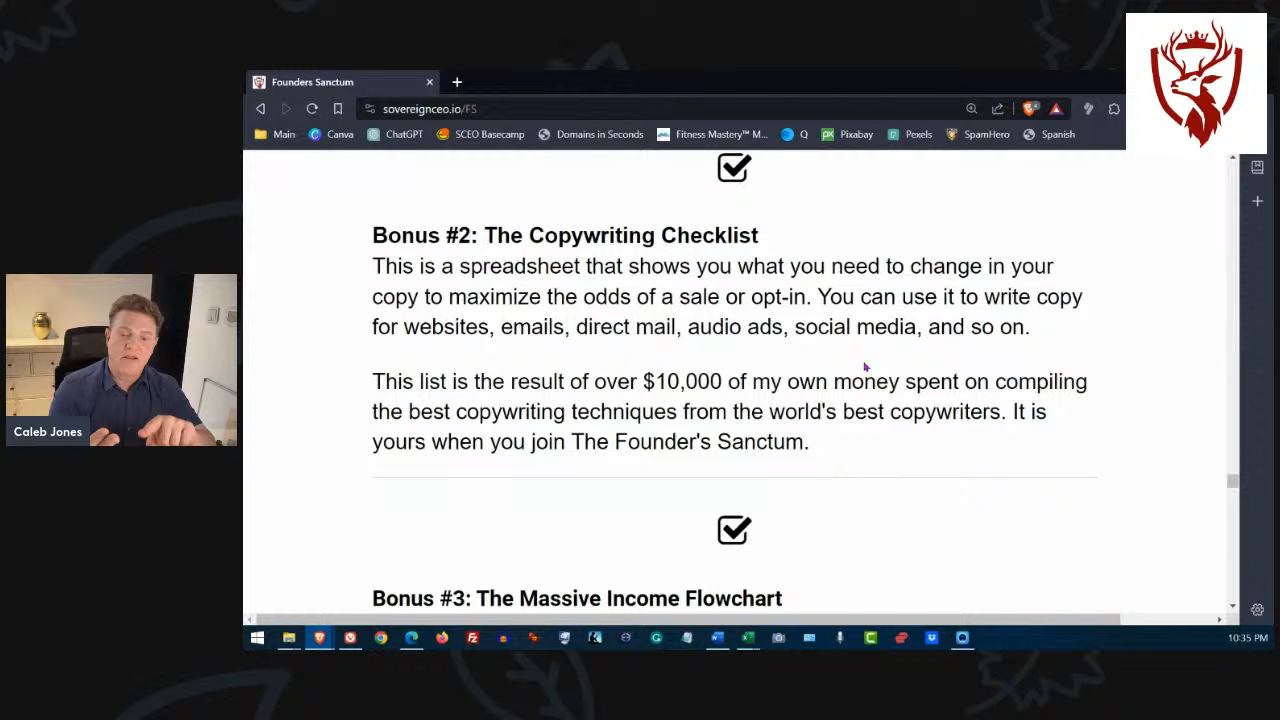 Founders Sanctum
sovereignceo.io/FS
Main Canva ChatGPT SCEO Basecamp Domains in Seconds Fitness Mastery™ M... Q Pixabay Pexels SpamHero Spanish
Bonus #2: The Copywriting Checklist
This is a spreadsheet that shows you what you need to change in your
copy to maximize the odds of a sale or opt-in. You can use it to write copy
for websites, emails, direct mail, audio ads, social media, and so on.
This list is the result of over $10,000 of my own money spent on compiling
the best copywriting techniques from the world's best copywriters. It is
yours when you join The Founder's Sanctum.
Caleb Jones
Bonus #3: The Massive Income Flowchart
10:35 PM